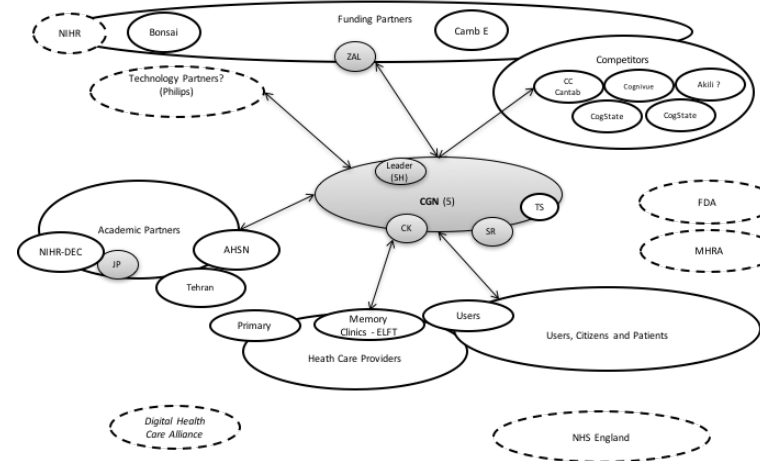 Funding Partners
NIHR
Bonsai
Camb E
ZAL
Competitors
Technology Partners?
(Philips)
CC
Cantab
Cognivue
Akili ?
CogState
CogState
Leader
(SH)
CGN (5)
TS
FDA
CK
SR
Academic Partners
NIHR-DEC
JP
AHSN
MHRA
Tehran
Primary
Memory
Clinics - ELFT
Users
Users, Citizens and Patients
Heath Care Providers
Digital Health
Care Alliance
NHS England